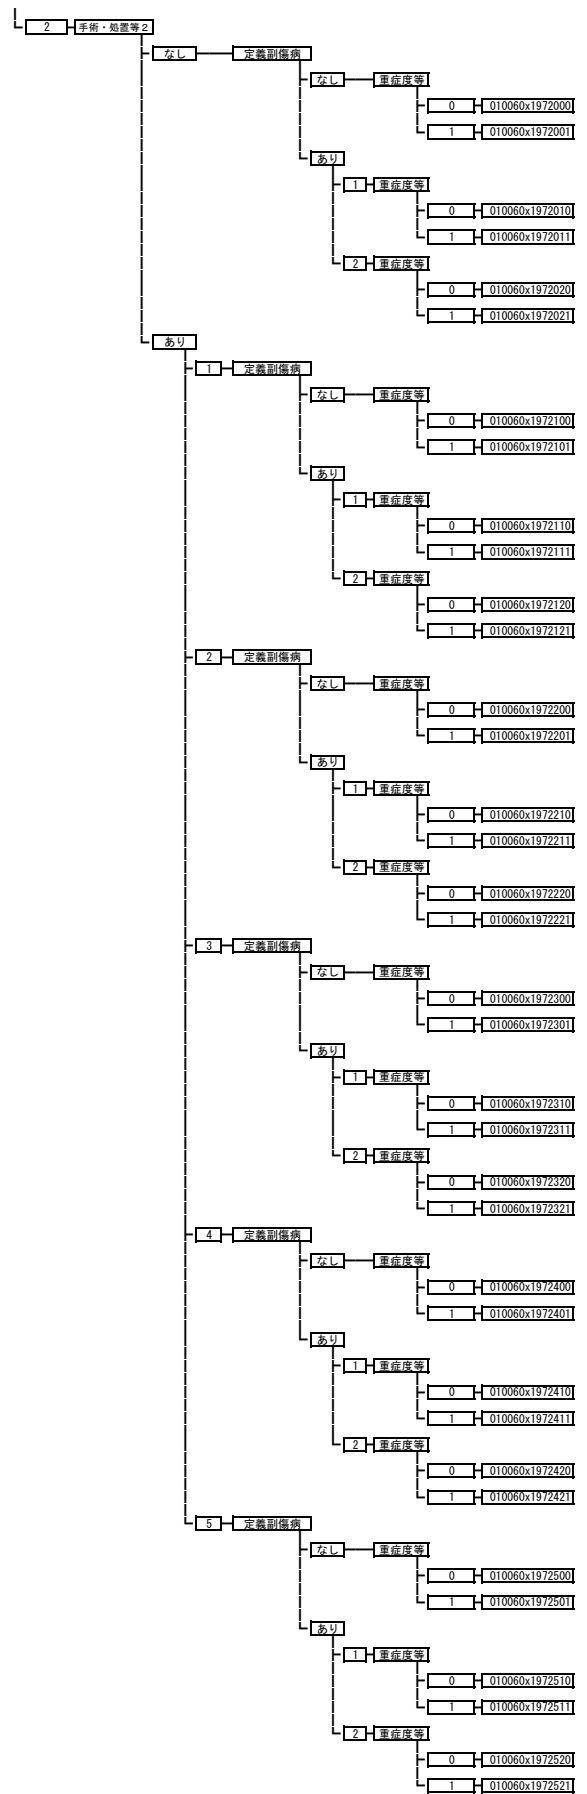 2 手術・処置等２
なし 定義副傷病
なし 重症度等
0 010060x1972000
1 010060x1972001
あり
1 重症度等
0 010060x1972010
1 010060x1972011
2 重症度等
0 010060x1972020
1 010060x1972021
あり
1 定義副傷病
なし 重症度等
0 010060x1972100
1 010060x1972101
あり
1 重症度等
0 010060x1972110
1 010060x1972111
2 重症度等
0 010060x1972120
1 010060x1972121
2 定義副傷病
なし 重症度等
0 010060x1972200
1 010060x1972201
あり
1 重症度等
0 010060x1972210
1 010060x1972211
2 重症度等
0 010060x1972220
1 010060x1972221
3 定義副傷病
なし 重症度等
0 010060x1972300
1 010060x1972301
あり
1 重症度等
0 010060x1972310
1 010060x1972311
2 重症度等
0 010060x1972320
1 010060x1972321
4 定義副傷病
なし 重症度等
0 010060x1972400
1 010060x1972401
あり
1 重症度等
0 010060x1972410
1 010060x1972411
2 重症度等
0 010060x1972420
1 010060x1972421
5 定義副傷病
なし 重症度等
0 010060x1972500
1 010060x1972501
あり
1 重症度等
0 010060x1972510
1 010060x1972511
2 重症度等
0 010060x1972520
1 010060x1972521